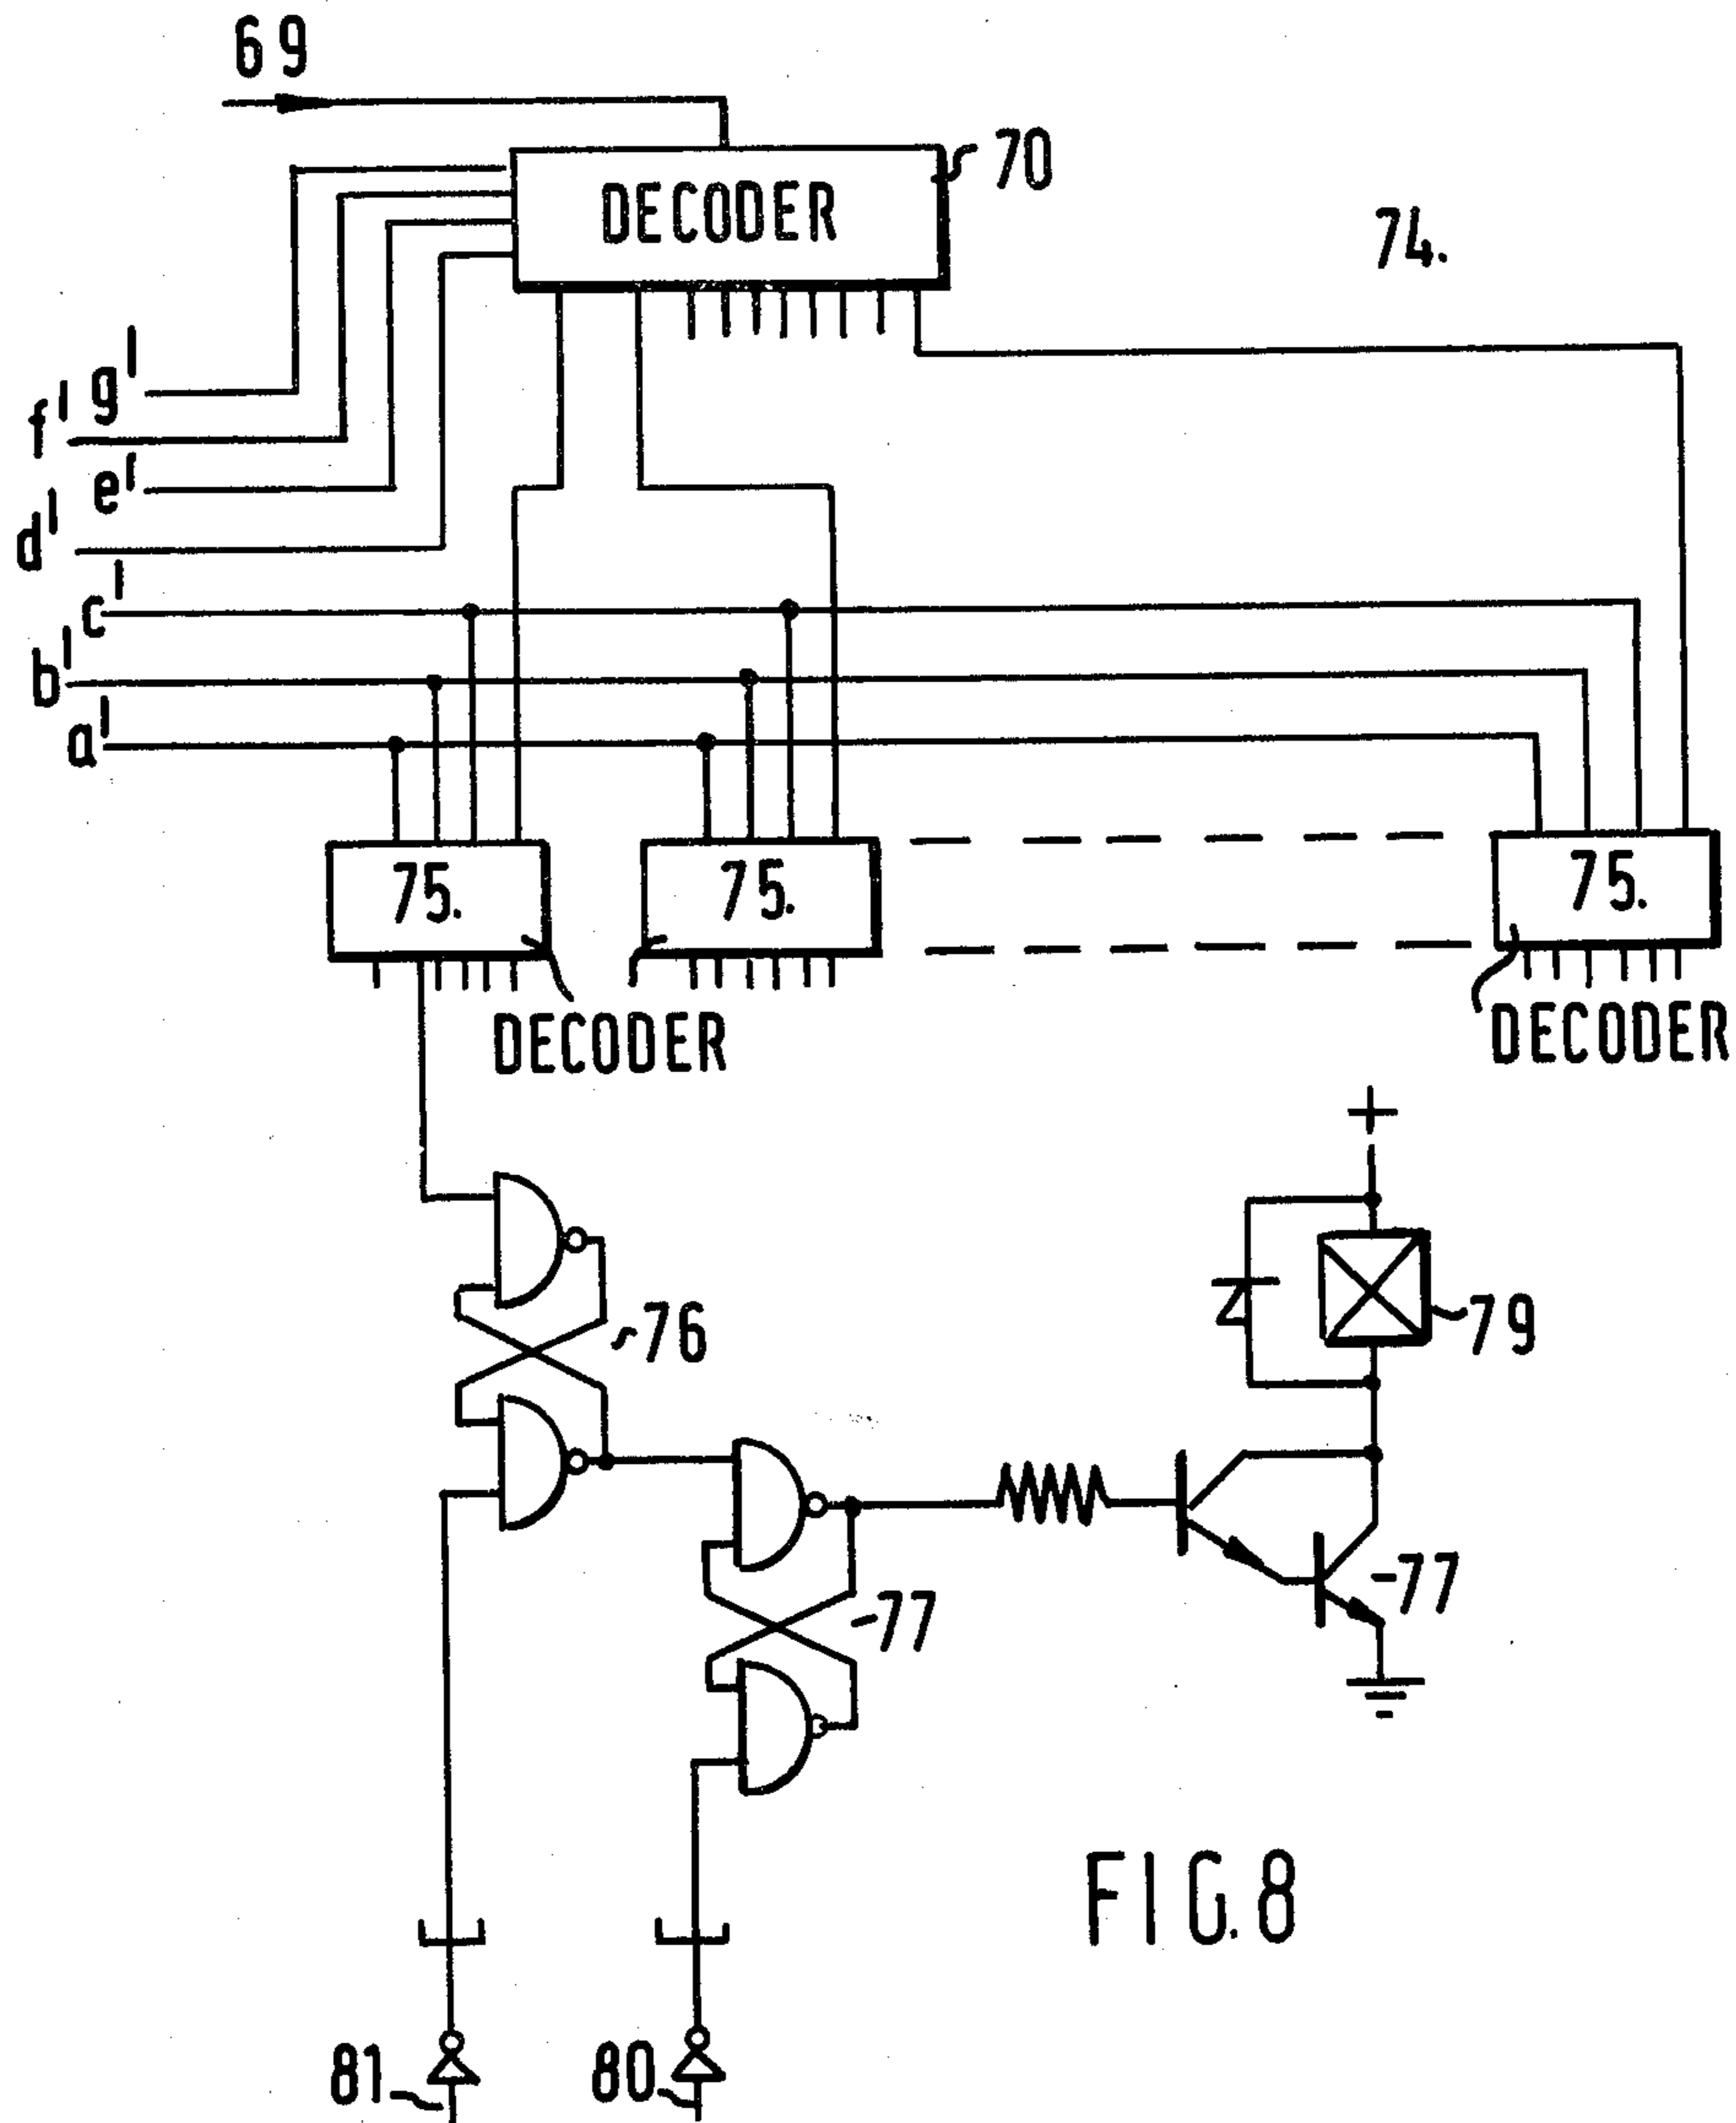 69
70
DECODER
74.
g'
f'
e'
d'
c'
b'
a'
75.
75.
75.
DECODER
DECODER
+
76
79
-77
-77
FIG.8
81
80